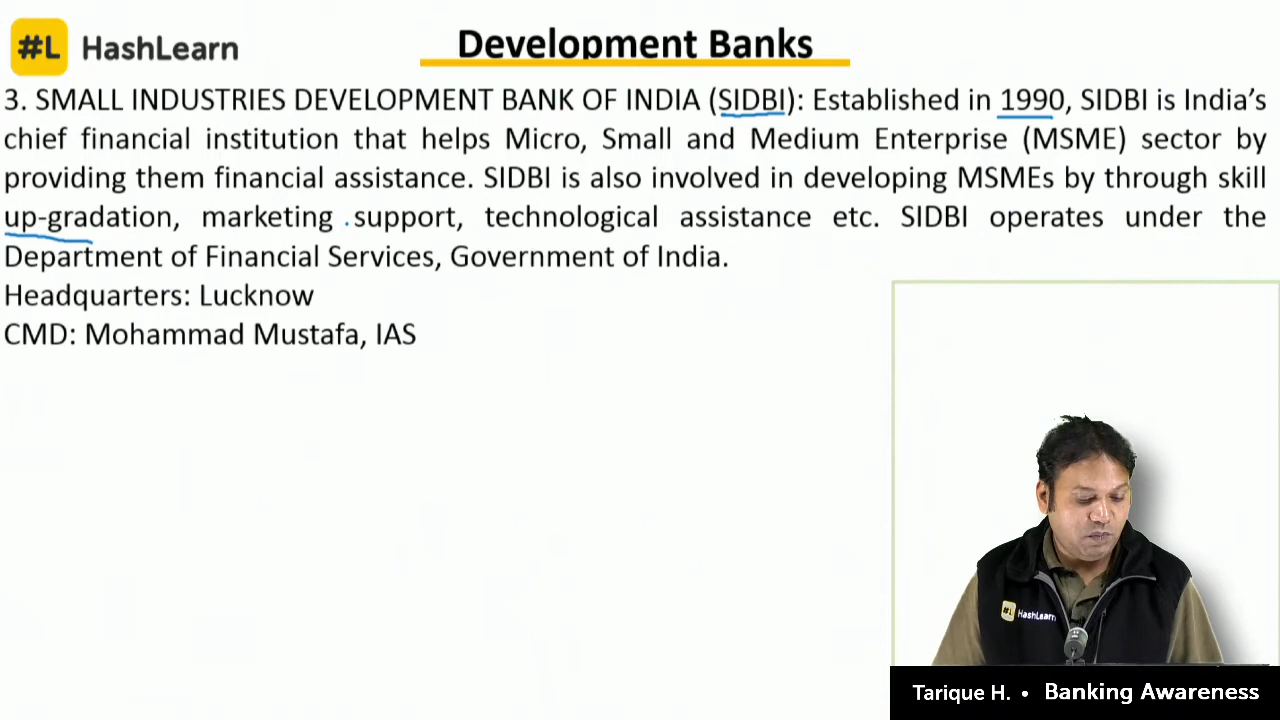 #L HashLearn
Development Banks
3. SMALL INDUSTRIES DEVELOPMENT BANK OF INDIA (SIDBI): Established in 1990, SIDBI is India’s
chief financial institution that helps Micro, Small and Medium Enterprise (MSME) sector by
providing them financial assistance. SIDBI is also involved in developing MSMEs by through skill
up-gradation, marketing support, technological assistance etc. SIDBI operates under the
Department of Financial Services, Government of India.
Headquarters: Lucknow
CMD: Mohammad Mustafa, IAS
#L HashLearn
Tarique H. • Banking Awareness